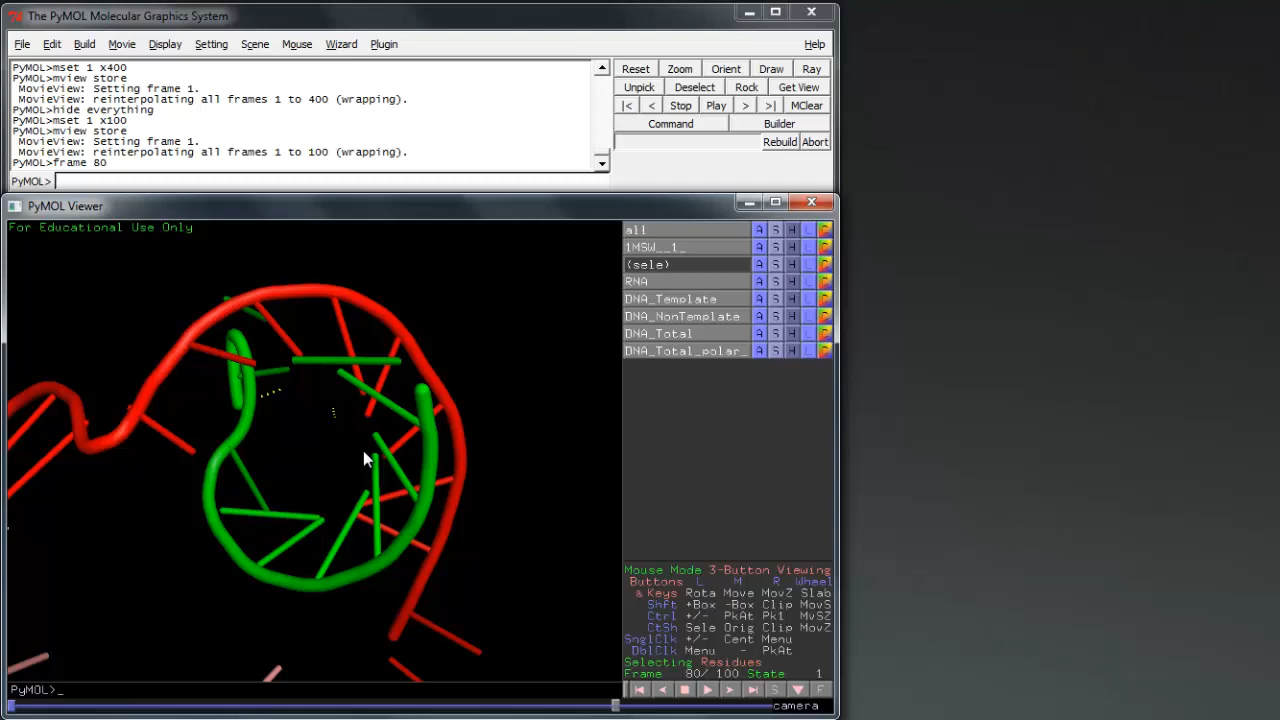 The PyMOL Molecular Graphics System
File Edit Build Movie Display Setting Scene Mouse Wizard Plugin Help
PyMOL>mset 1 x400
PyMOL>mview store
MovieView: Setting frame 1.
MovieView: reinterpolating all frames 1 to 400 (wrapping).
PyMOL>hide everything
PyMOL>mset 1 x100
PyMOL>mview store
MovieView: Setting frame 1.
MovieView: reinterpolating all frames 1 to 100 (wrapping).
PyMOL>frame 80
PyMOL>
Reset Zoom Orient Draw Ray
Unpick Deselect Rock Get View
|< < Stop Play > >| MClear
Command Builder
Rebuild Abort
PyMOL Viewer
For Educational Use Only
all A S H L C
1MSW__1_ A S H L C
(sele) A S H L C
RNA A S H L C
DNA_Template A S H L C
DNA_NonTemplate A S H L C
DNA_Total A S H L C
DNA_Total_polar_ A S H L C
Mouse Mode 3-Button Viewing
Buttons L M R Wheel
& Keys Rota Move MovZ Slab
Shft +Box -Box Clip MovS
Ctrl +/- PkAt Pk1 MvSZ
CtSh Sele Orig Clip MovZ
SnglClk +/- Cent Menu
DblClk Menu - PkAt
Selecting Residues
Frame 80/ 100 State 1
S F
PyMOL>_
camera